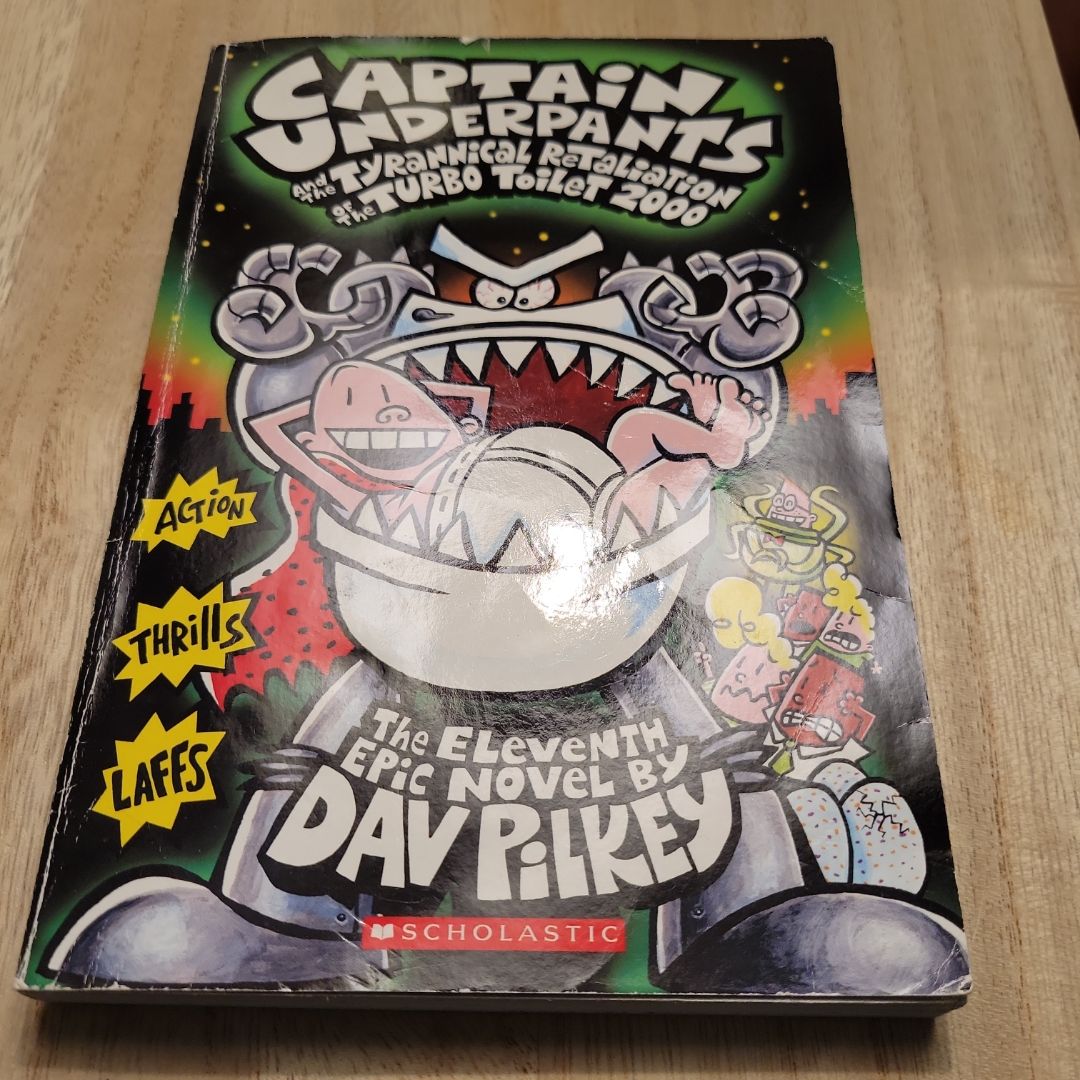 CAPTAiN
UNDERPANTS
and the TYRANNiCAL ReTaLiaTiON
of the TURBO ToiLeT 2000
ACTiON
THRills
LAFFS
The ELeVeNTH
EPiC NOVeL BY
DAV PiLKEY
SCHOLASTIC